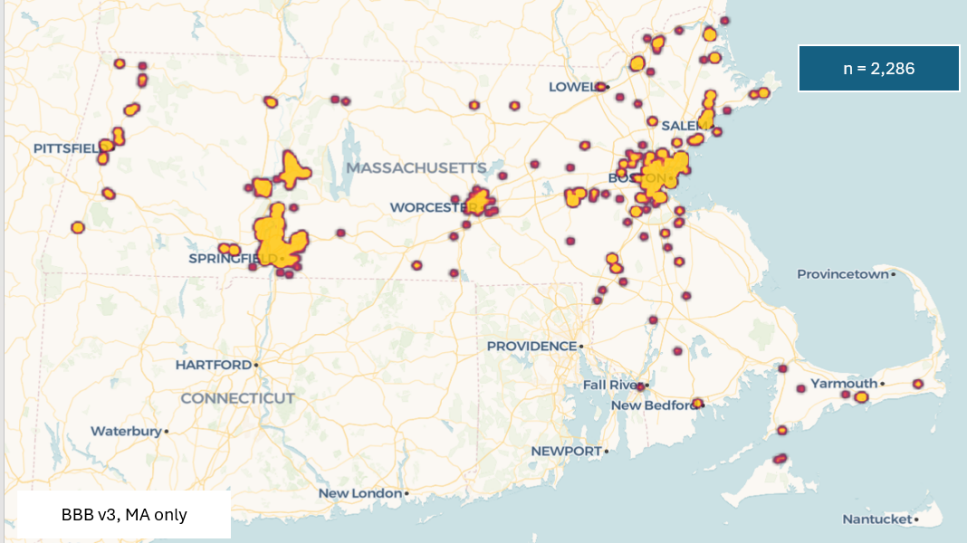 n = 2,286
LOWELL
SALEM
PITTSFIELD
MASSACHUSETTS
BOSTON
WORCESTER
SPRINGFIELD
Provincetown
PROVIDENCE
HARTFORD
Fall River
Yarmouth
CONNECTICUT
New Bedford
Waterbury
NEWPORT
New London
BBB v3, MA only
Nantucket